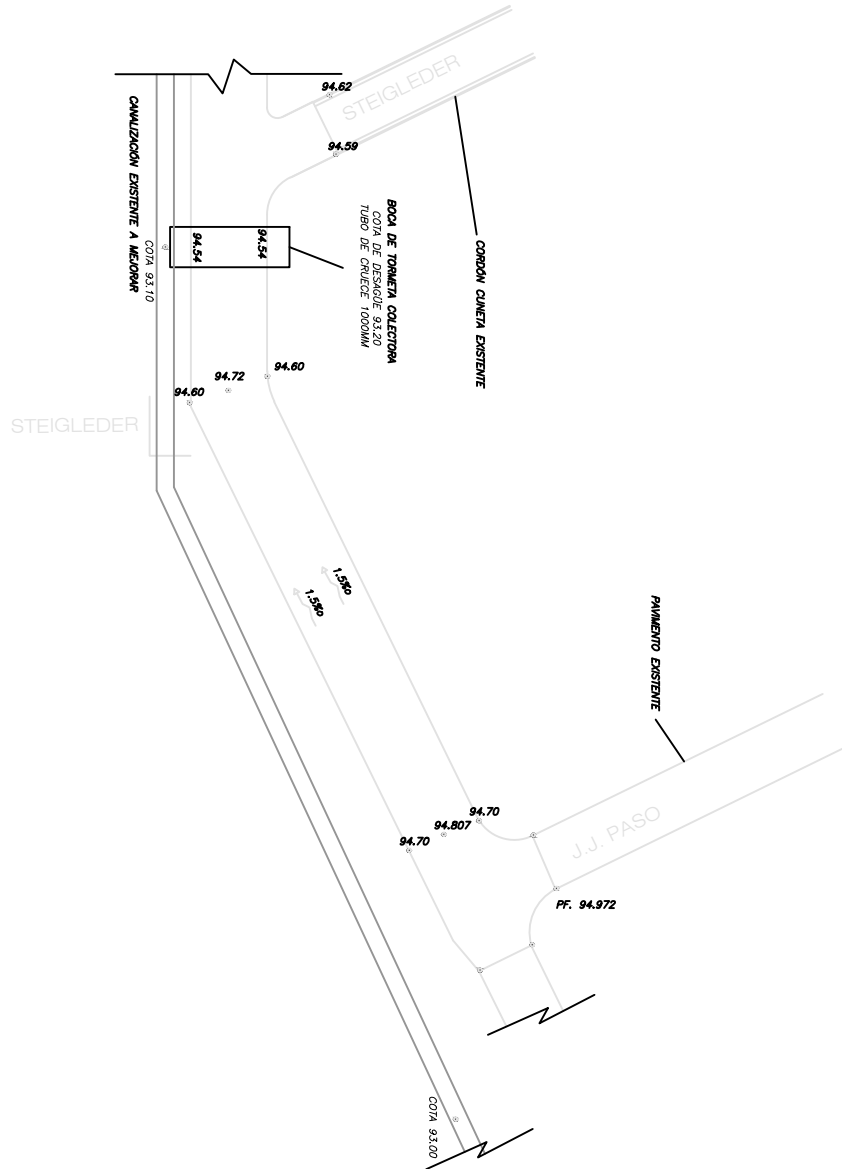 STEIGLEDER
94.62
94.59
CANALIZACIÓN EXISTENTE A MEJORAR
COTA 93.10
94.54
94.54
BOCA DE TORMETA COLECTORA
COTA DE DESAGÜE 93.20
TUBO DE CRUECE 1000MM
CORDÓN CUNETA EXISTENTE
94.60
94.72
94.60
STEIGLEDER
1.5‰
1.5‰
PAVIMENTO EXISTENTE
94.70
94.807
94.70
J.J. PASO
PF. 94.972
COTA 93.00